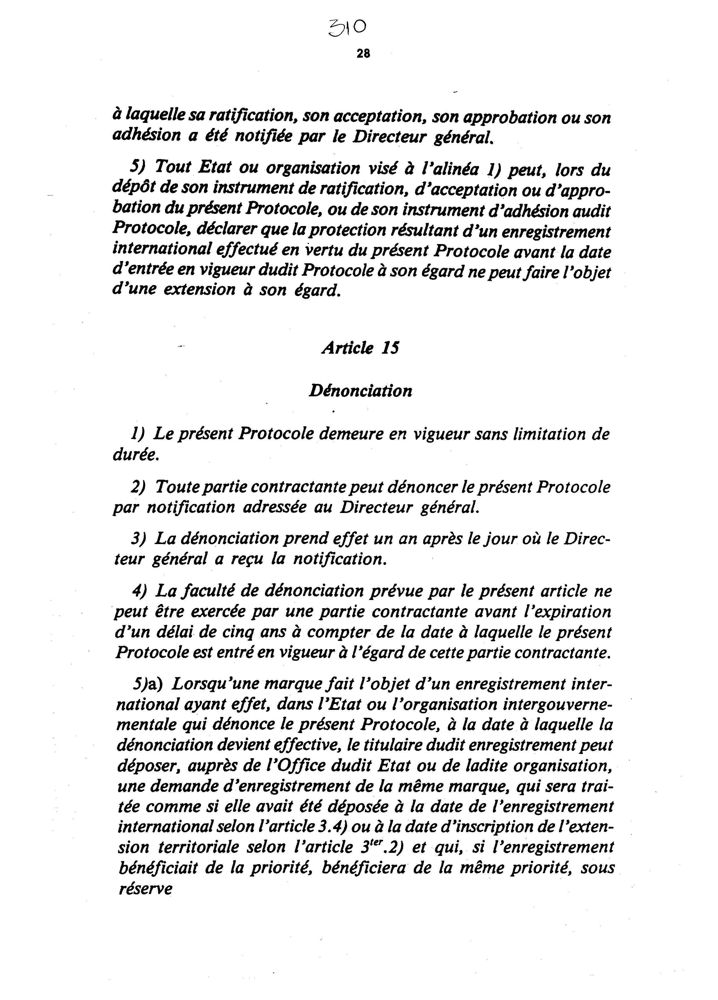 310
28
à laquelle sa ratification, son acceptation, son approbation ou son
adhésion a été notifiée par le Directeur général.
5) Tout Etat ou organisation visé à l'alinéa 1) peut, lors du
dépôt de son instrument de ratification, d'acceptation ou d'appro-
bation du présent Protocole, ou de son instrument d'adhésion audit
Protocole, déclarer que la protection résultant d'un enregistrement
international effectué en vertu du présent Protocole avant la date
d'entrée en vigueur dudit Protocole à son égard ne peut faire l'objet
d'une extension à son égard.
Article 15
Dénonciation
1) Le présent Protocole demeure en vigueur sans limitation de
durée.
2) Toute partie contractante peut dénoncer le présent Protocole
par notification adressée au Directeur général.
3) La dénonciation prend effet un an après le jour où le Direc-
teur général a reçu la notification.
4) La faculté de dénonciation prévue par le présent article ne
peut être exercée par une partie contractante avant l'expiration
d'un délai de cinq ans à compter de la date à laquelle le présent
Protocole est entré en vigueur à l'égard de cette partie contractante.
5)a) Lorsqu'une marque fait l'objet d'un enregistrement inter-
national ayant effet, dans l'Etat ou l'organisation intergouverne-
mentale qui dénonce le présent Protocole, à la date à laquelle la
dénonciation devient effective, le titulaire dudit enregistrement peut
déposer, auprès de l'Office dudit Etat ou de ladite organisation,
une demande d'enregistrement de la même marque, qui sera trai-
tée comme si elle avait été déposée à la date de l'enregistrement
international selon l'article 3.4) ou à la date d'inscription de l'exten-
sion territoriale selon l'article 3ter.2) et qui, si l'enregistrement
bénéficiait de la priorité, bénéficiera de la même priorité, sous
réserve